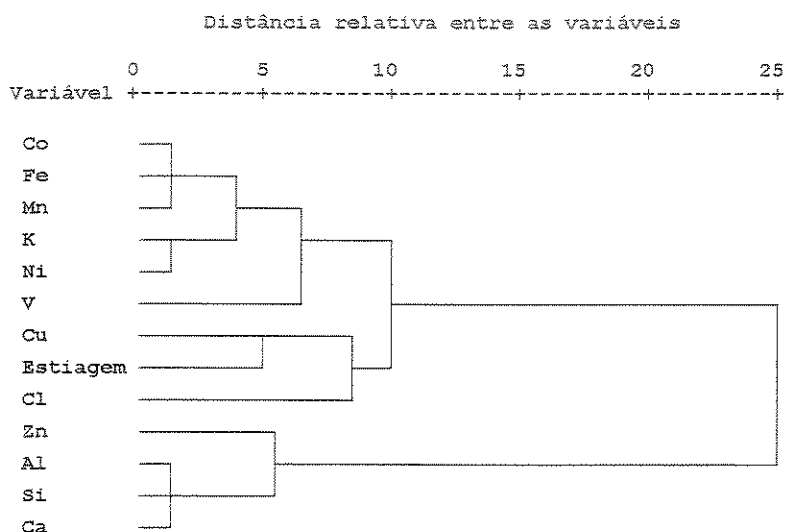 Distância relativa entre as variáveis
0 5 10 15 20 25
Variável +---------+---------+---------+---------+---------+
Co
Fe
Mn
K
Ni
V
Cu
Estiagem
Cl
Zn
Al
Si
Ca